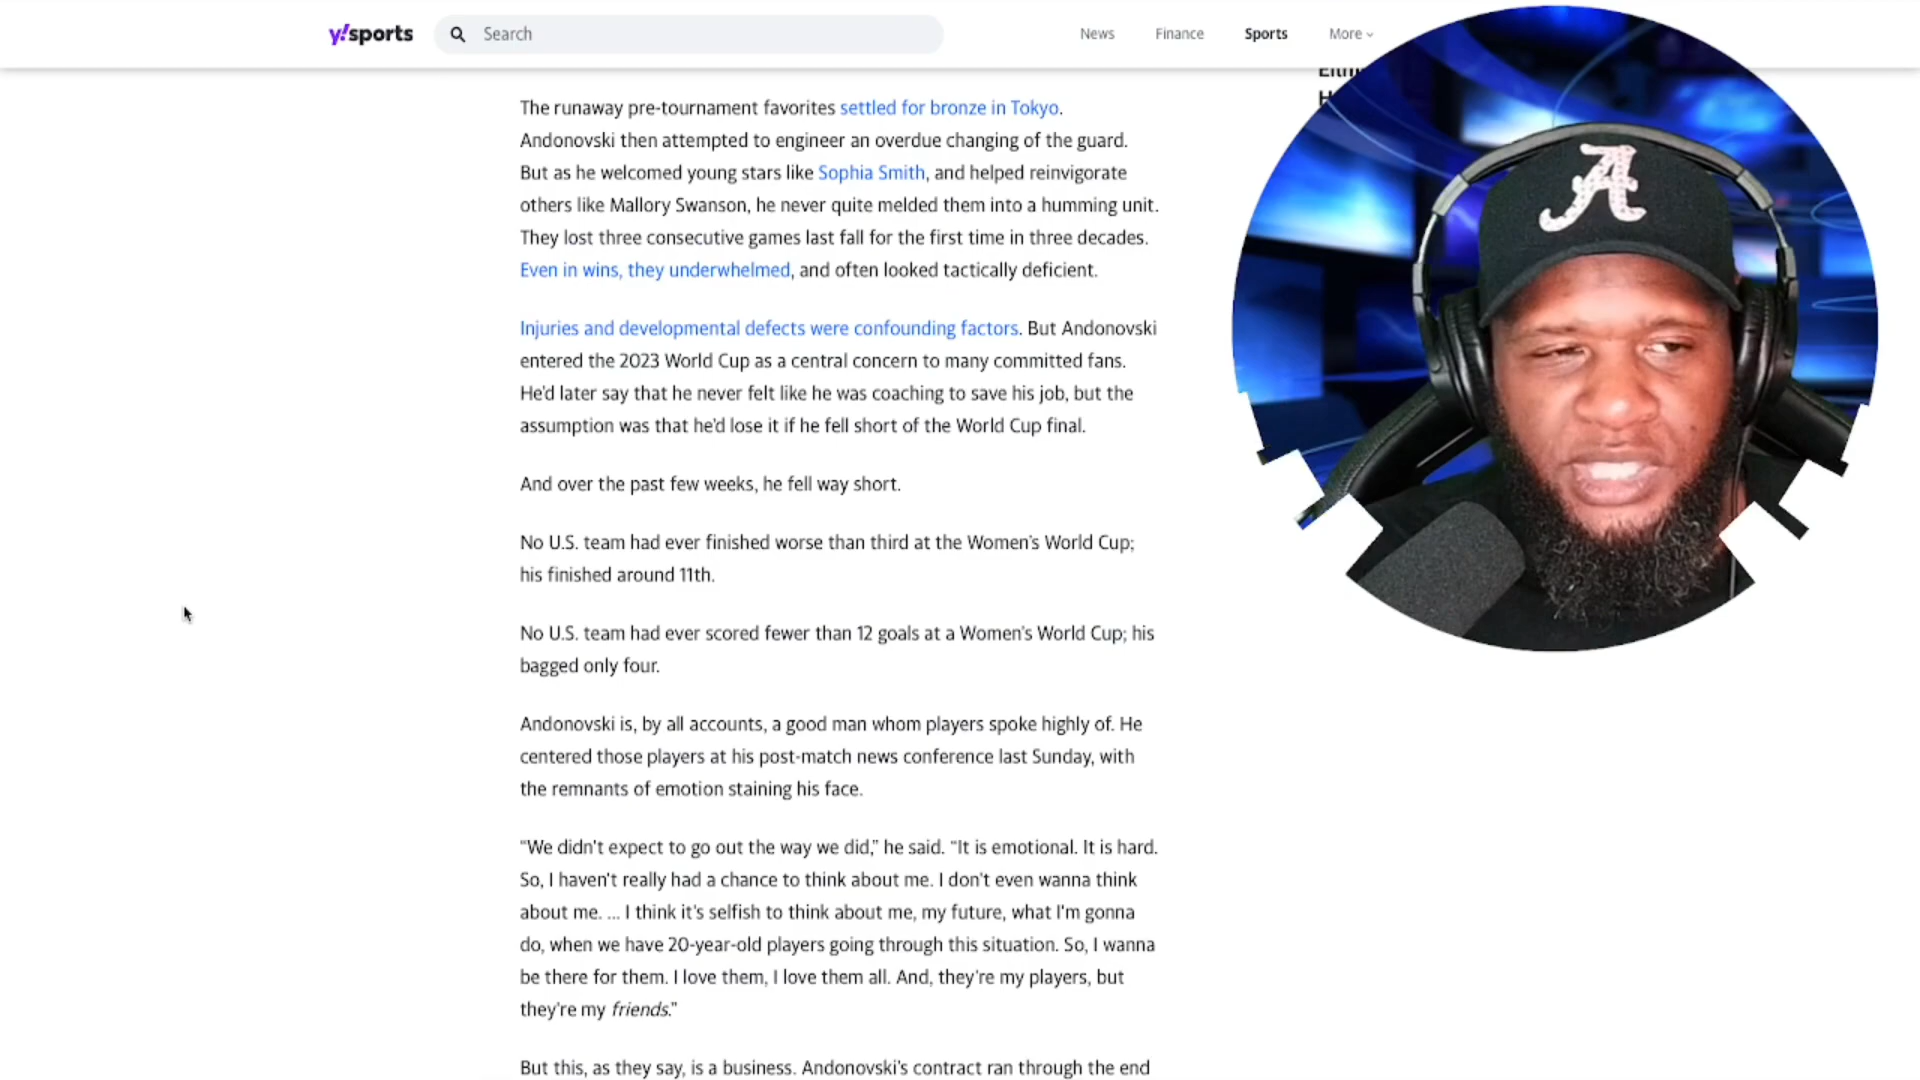 y!sports
Search
News
Finance
Sports
More
The runaway pre-tournament favorites settled for bronze in Tokyo.
Andonovski then attempted to engineer an overdue changing of the guard.
But as he welcomed young stars like Sophia Smith, and helped reinvigorate
others like Mallory Swanson, he never quite melded them into a humming unit.
They lost three consecutive games last fall for the first time in three decades.
Even in wins, they underwhelmed, and often looked tactically deficient.
Injuries and developmental defects were confounding factors. But Andonovski
entered the 2023 World Cup as a central concern to many committed fans.
He'd later say that he never felt like he was coaching to save his job, but the
assumption was that he'd lose it if he fell short of the World Cup final.
And over the past few weeks, he fell way short.
No U.S. team had ever finished worse than third at the Women's World Cup;
his finished around 11th.
No U.S. team had ever scored fewer than 12 goals at a Women's World Cup; his
bagged only four.
Andonovski is, by all accounts, a good man whom players spoke highly of. He
centered those players at his post-match news conference last Sunday, with
the remnants of emotion staining his face.
“We didn't expect to go out the way we did,” he said. “It is emotional. It is hard.
So, I haven't really had a chance to think about me. I don't even wanna think
about me. ... I think it's selfish to think about me, my future, what I'm gonna
do, when we have 20-year-old players going through this situation. So, I wanna
be there for them. I love them, I love them all. And, they're my players, but
they're my friends.”
But this, as they say, is a business. Andonovski's contract ran through the end
A